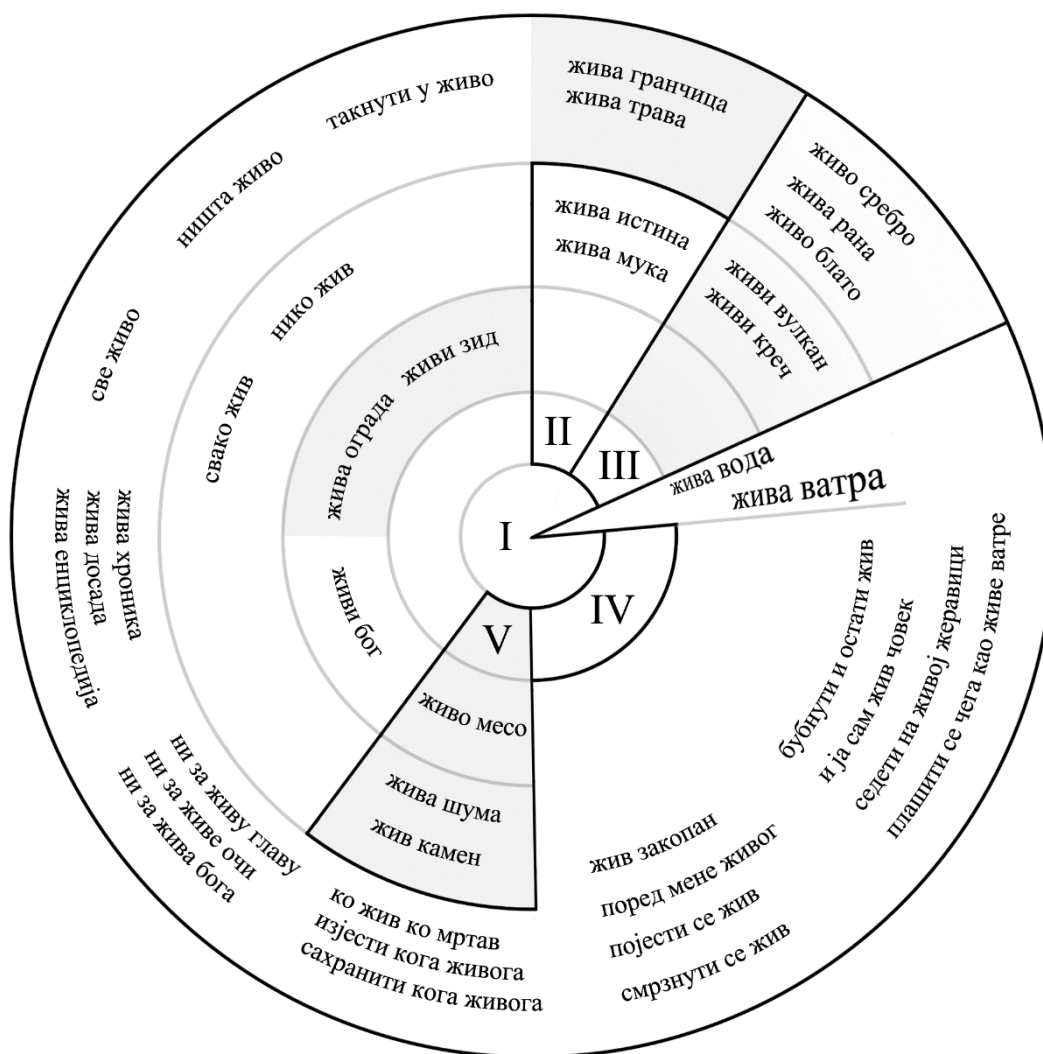 такнути у живо
ништа живо
све живо
нико жив
свако жив
живи зид
жива ограда
живи бог
жива гранчица
жива трава
жива истина
жива мука
живо сребро
жива рана
живо блато
живи вулкан
живи креч
I
II
III
IV
V
жива вода
жива ватра
жива хроника
жива досада
жива енциклопедија
ни за живу главу
ни за живе очи
ни за жива бога
живо месо
жива шума
жив камен
ко жив ко мртав
изјести кога живога
сахранити кога живога
жив закопан
поред мене живог
појести се жив
смрзнути се жив
бубнути и остати жив
и ја сам жив човек
седети на живој жеравици
плашити се чега као живе ватре